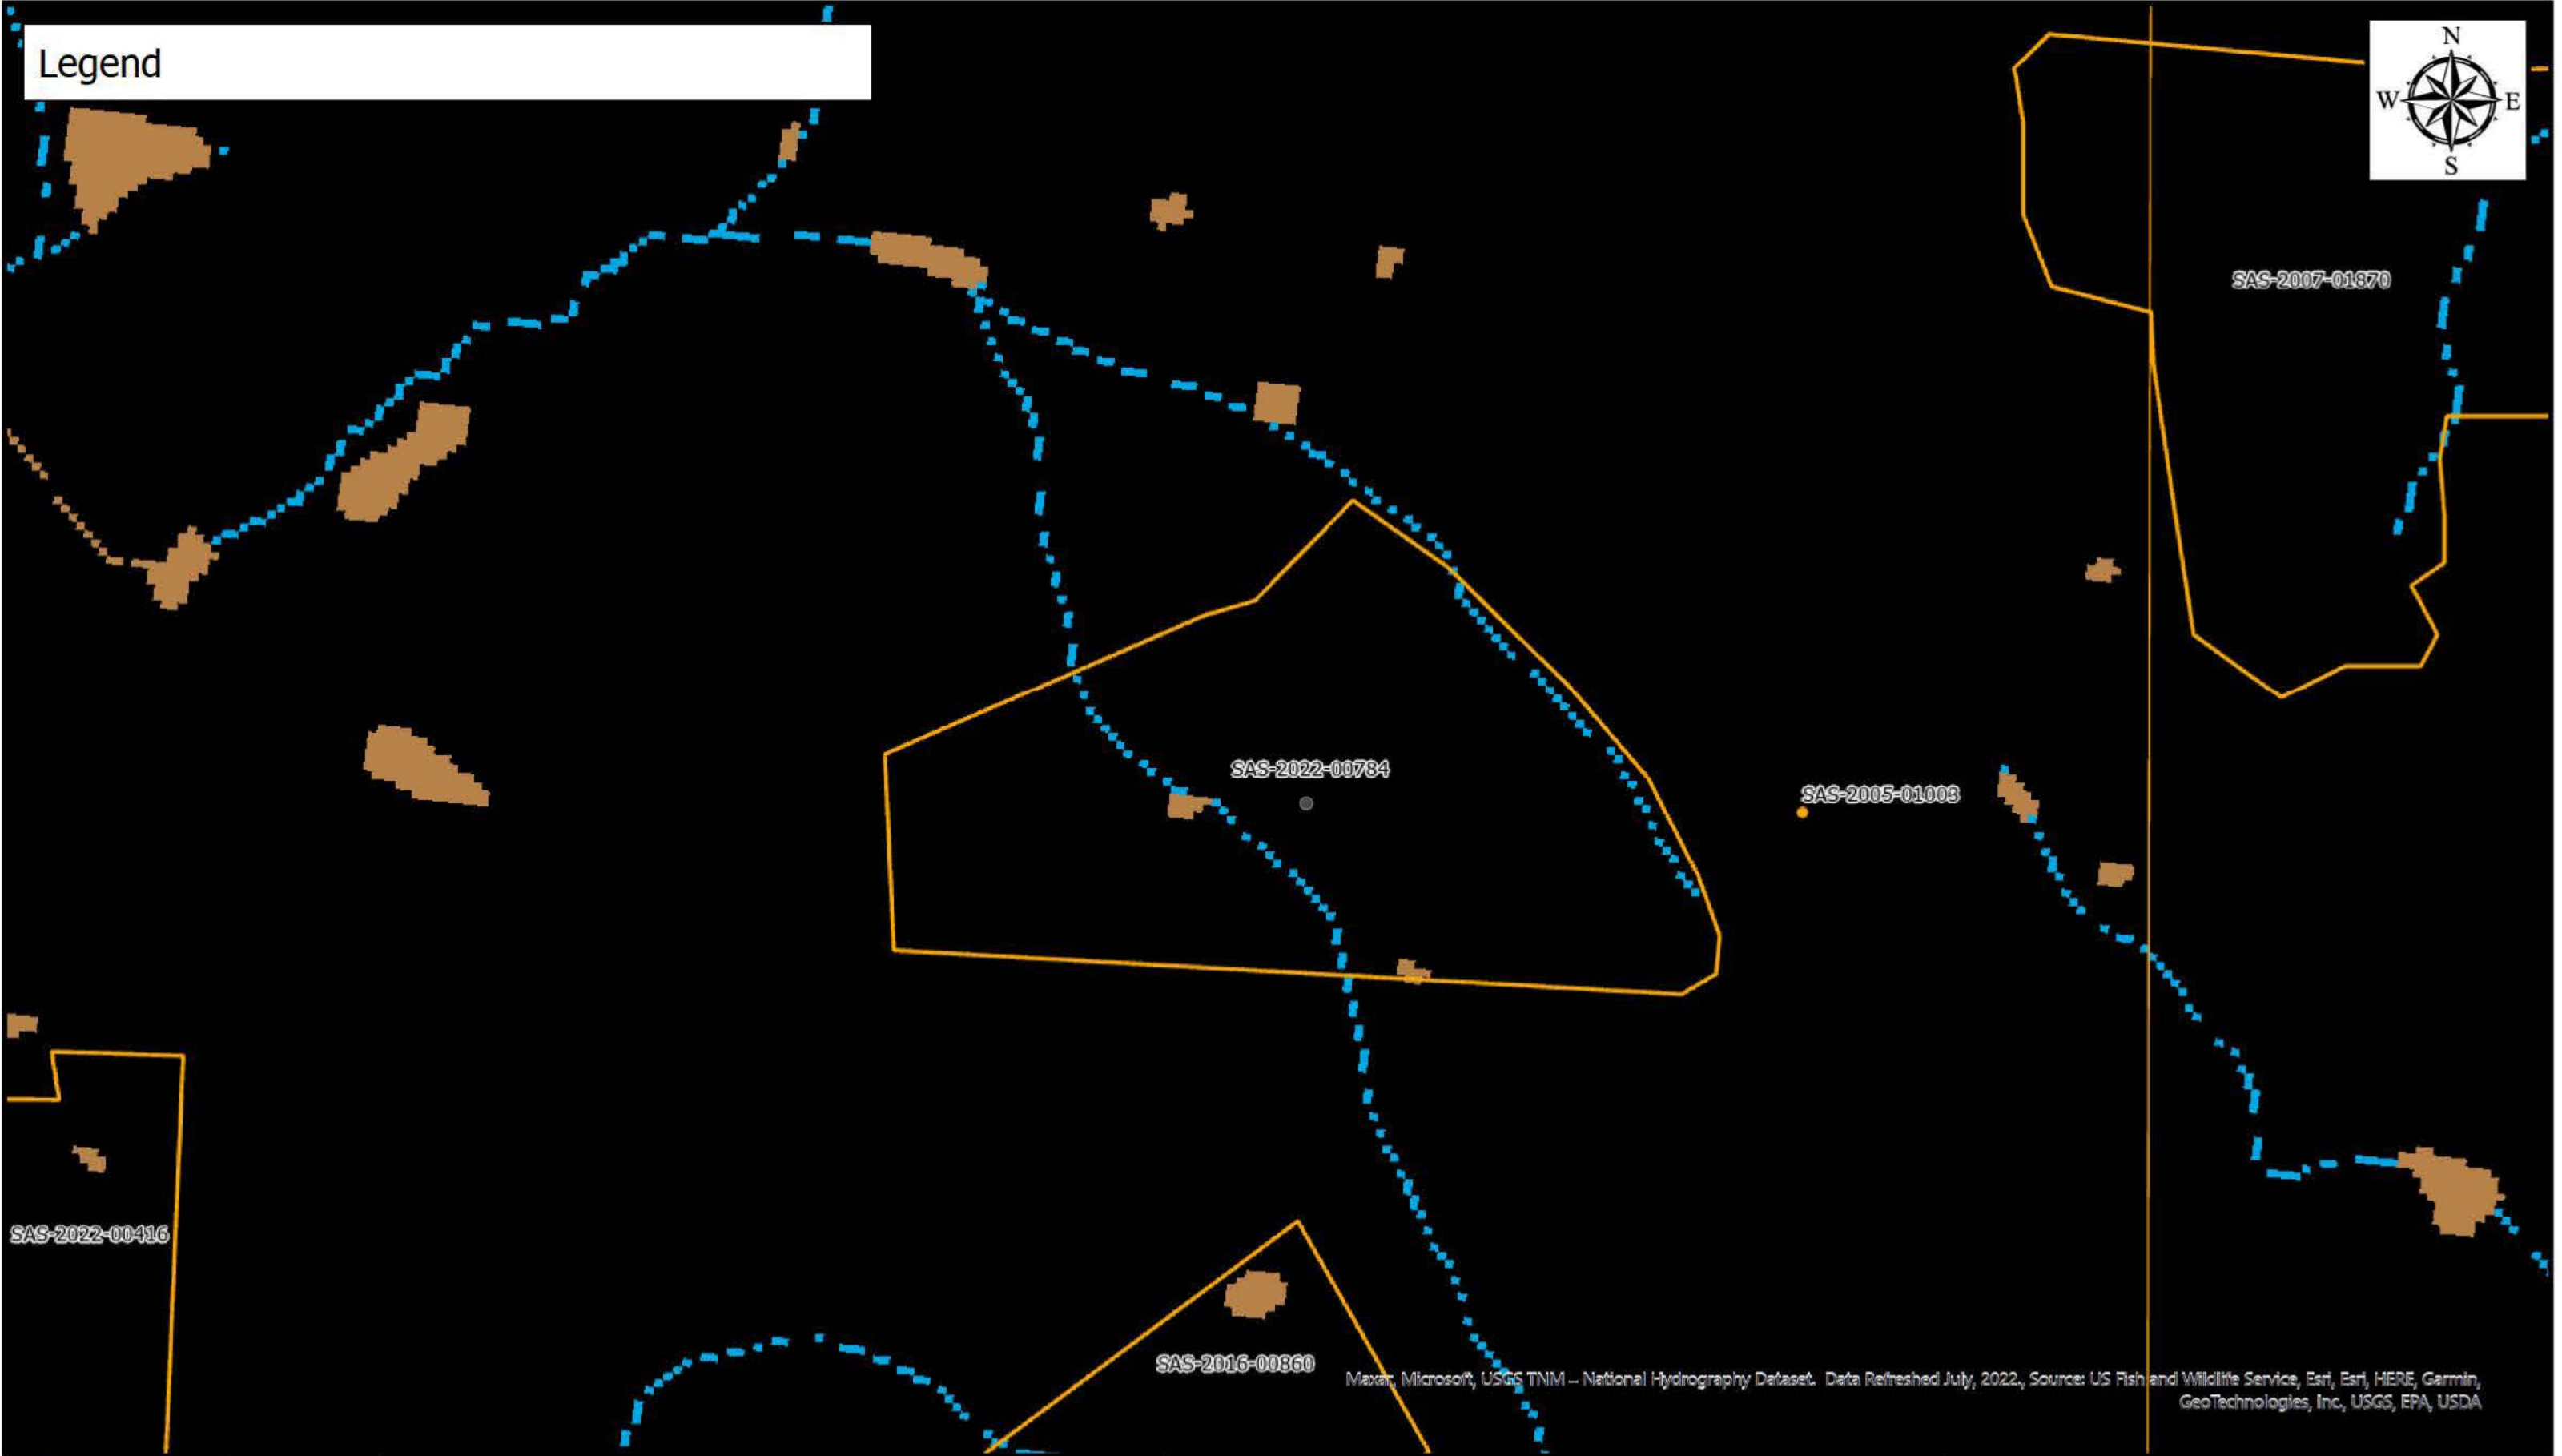 Legend
N
W E
S
SAS-2007-01870
SAS-2022-00784
SAS-2005-01003
SAS-2022-00416
SAS-2016-00860
Maxar, Microsoft, USGS TNM – National Hydrography Dataset. Data Refreshed July, 2022., Source: US Fish and Wildlife Service, Esri, Esri, HERE, Garmin,
GeoTechnologies, Inc., USGS, EPA, USDA